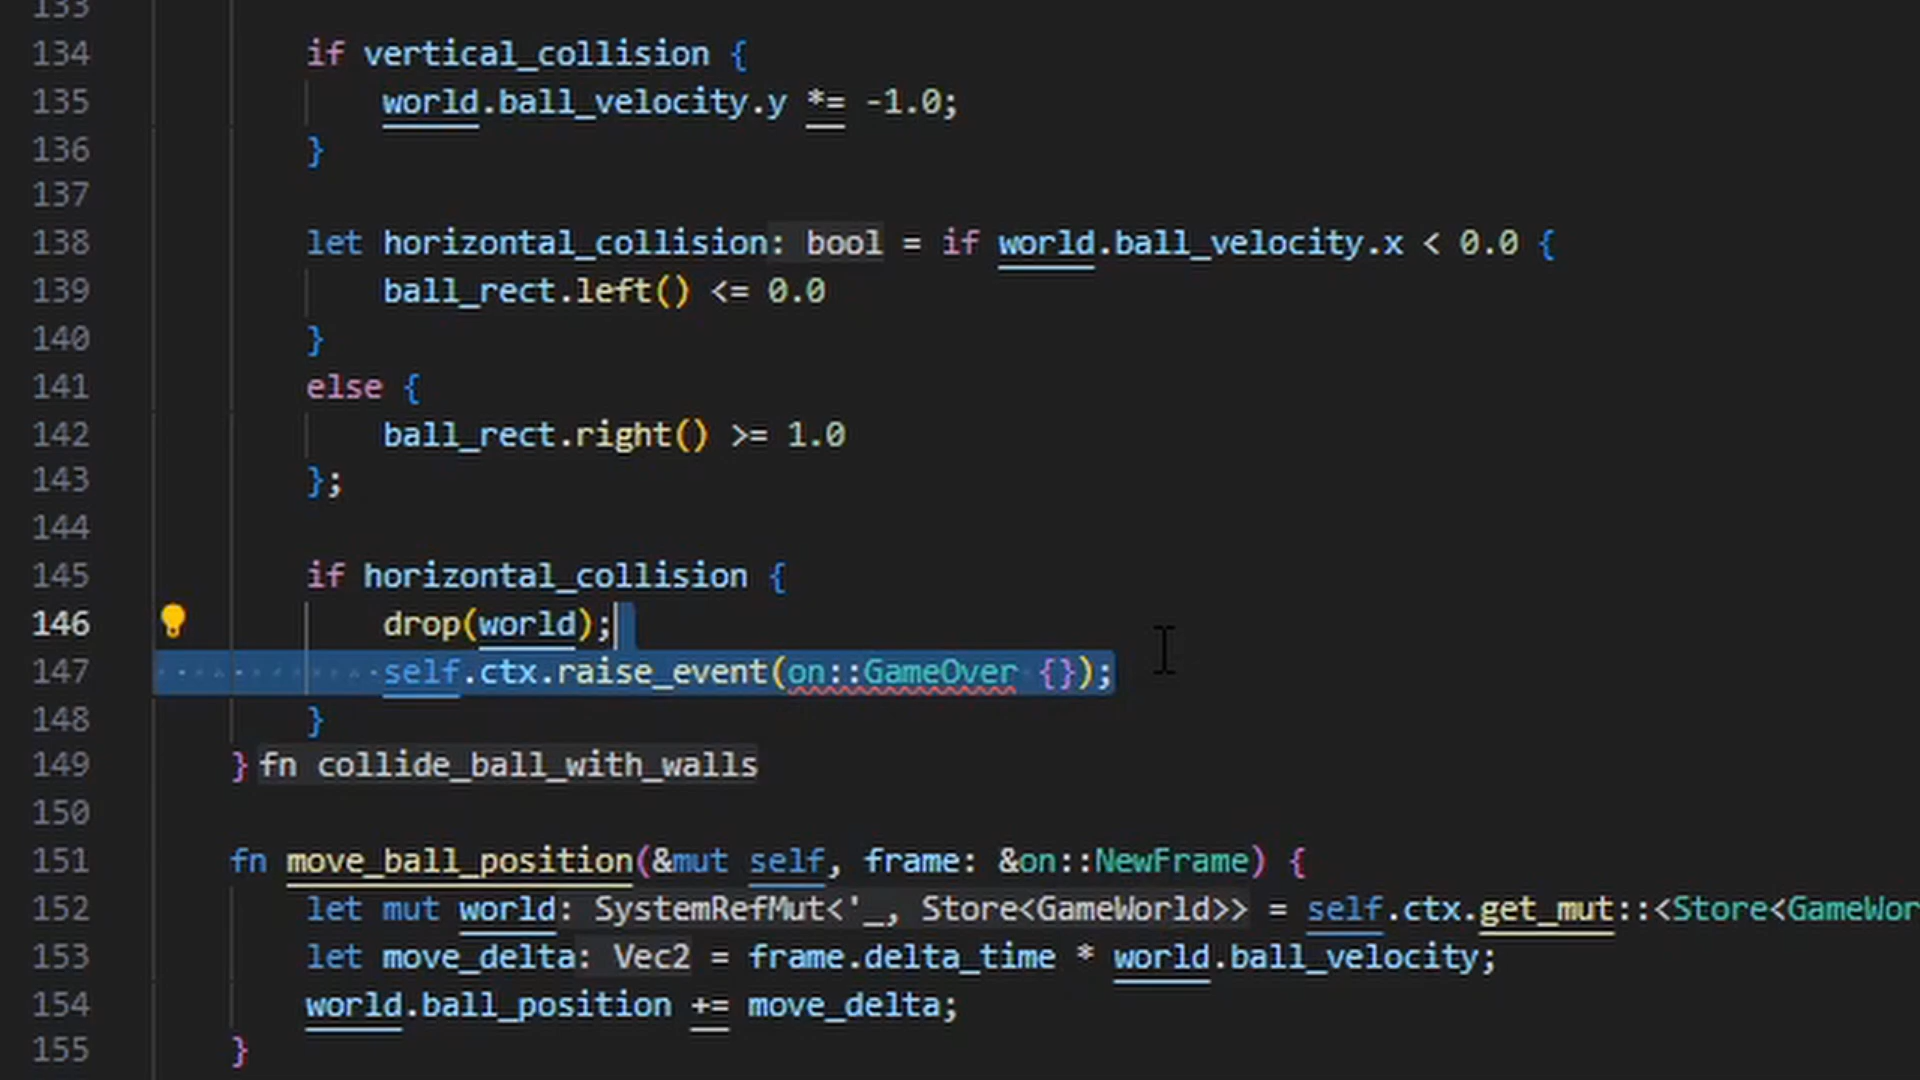 133
134 if vertical_collision {
135 world.ball_velocity.y *= -1.0;
136 }
137
138 let horizontal_collision: bool = if world.ball_velocity.x < 0.0 {
139 ball_rect.left() <= 0.0
140 }
141 else {
142 ball_rect.right() >= 1.0
143 };
144
145 if horizontal_collision {
146 drop(world);
147 self.ctx.raise_event(on::GameOver {});
148 }
149 } fn collide_ball_with_walls
150
151 fn move_ball_position(&mut self, frame: &on::NewFrame) {
152 let mut world: SystemRefMut<'_, Store<GameWorld>> = self.ctx.get_mut::<Store<GameWor
153 let move_delta: Vec2 = frame.delta_time * world.ball_velocity;
154 world.ball_position += move_delta;
155 }